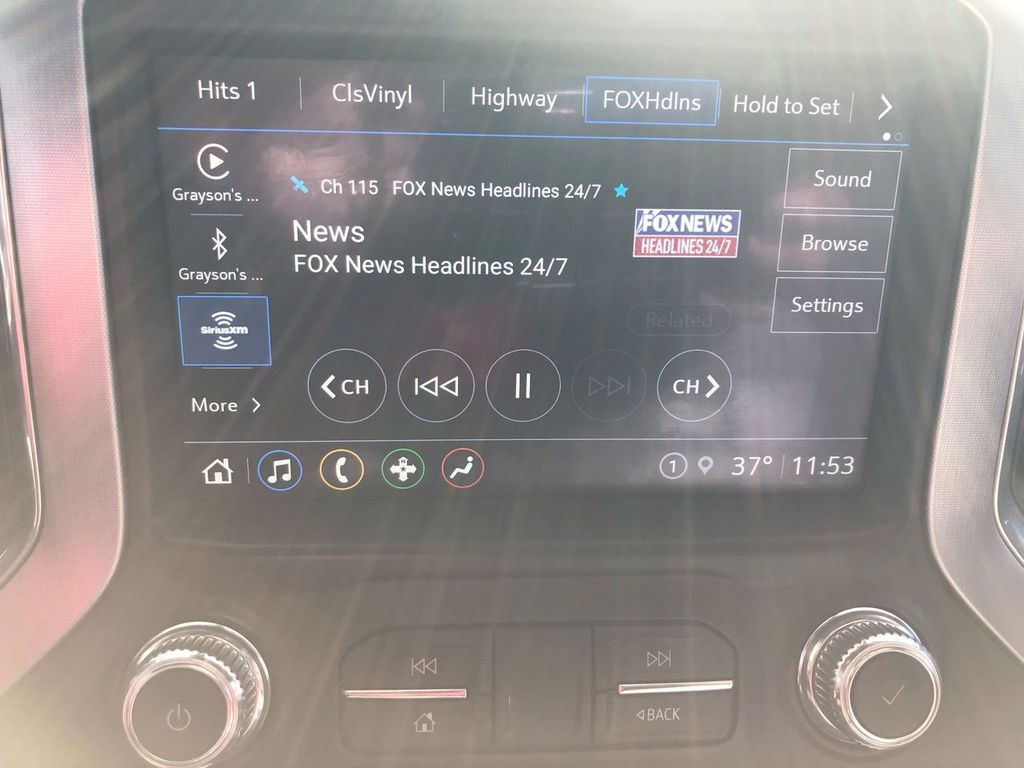 Hits 1
ClsVinyl
Highway
FOXHdlns
Hold to Set
Grayson's ...
Ch 115 FOX News Headlines 24/7
Sound
News
FOX NEWS
HEADLINES 24/7
FOX News Headlines 24/7
Browse
Grayson's ...
Settings
Related
SiriusXM
CH
CH
More
1
37°
11:53
BACK